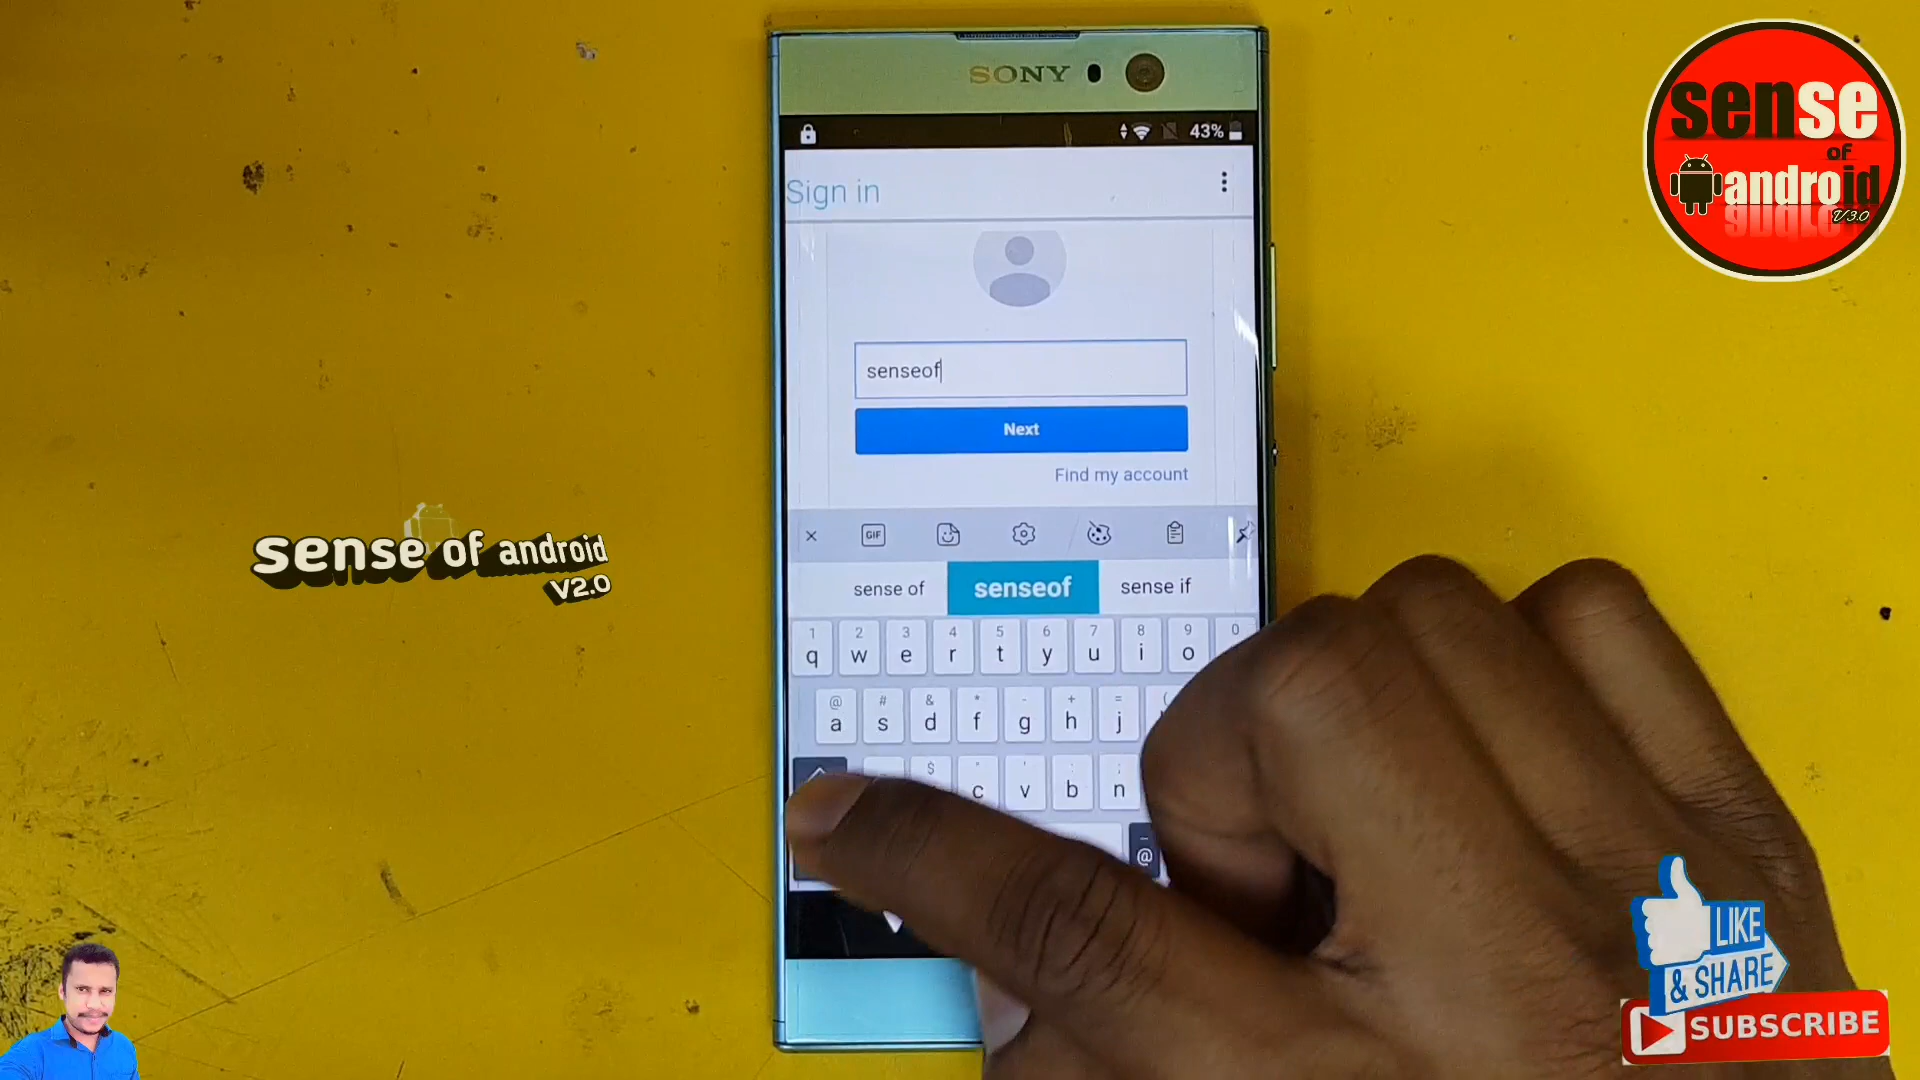 SONY
43%
Sign in
senseof
Next
Find my account
GIF
sense of senseof sense if
1 2 3 4 5 6 7 8 9 0
q w e r t y u i o
@ # & * - + = (
a s d f g h j
$
c v b n
@
sense
of
android
V3.0
sense of android
V2.0
LIKE
& SHARE
SUBSCRIBE